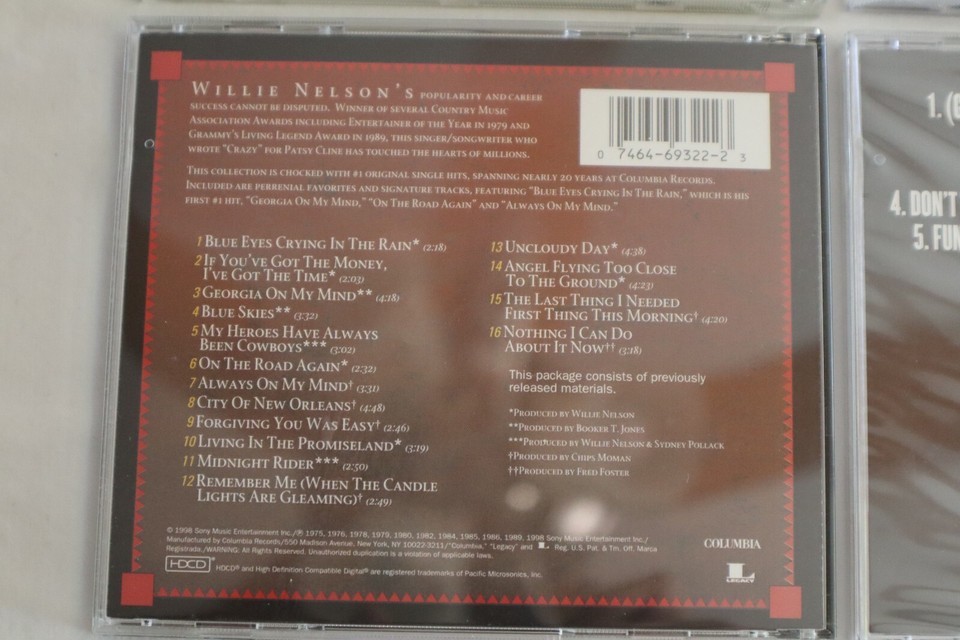 WILLIE NELSON'S POPULARITY AND CAREER
SUCCESS CANNOT BE DISPUTED. WINNER OF SEVERAL COUNTRY MUSIC
ASSOCIATION AWARDS INCLUDING ENTERTAINER OF THE YEAR IN 1979 AND
GRAMMY'S LIVING LEGEND AWARD IN 1989, THIS SINGER/SONGWRITER WHO
WROTE "CRAZY" FOR PATSY CLINE HAS TOUCHED THE HEARTS OF MILLIONS.
0 7464-69322-2 3
THIS COLLECTION IS CHOCKED WITH #1 ORIGINAL SINGLE HITS, SPANNING NEARLY 20 YEARS AT COLUMBIA RECORDS.
INCLUDED ARE PERRENIAL FAVORITES AND SIGNATURE TRACKS, FEATURING "BLUE EYES CRYING IN THE RAIN," WHICH IS HIS
FIRST #1 HIT, "GEORGIA ON MY MIND," "ON THE ROAD AGAIN" AND "ALWAYS ON MY MIND."
1 BLUE EYES CRYING IN THE RAIN* (2:18)
2 IF YOU'VE GOT THE MONEY,
I'VE GOT THE TIME* (2:03)
3 GEORGIA ON MY MIND** (4:18)
4 BLUE SKIES** (3:32)
5 MY HEROES HAVE ALWAYS
BEEN COWBOYS*** (3:02)
6 ON THE ROAD AGAIN* (2:32)
7 ALWAYS ON MY MIND† (3:31)
8 CITY OF NEW ORLEANS† (4:48)
9 FORGIVING YOU WAS EASY† (2:46)
10 LIVING IN THE PROMISELAND* (3:19)
11 MIDNIGHT RIDER*** (2:50)
12 REMEMBER ME (WHEN THE CANDLE
LIGHTS ARE GLEAMING)† (2:49)
13 UNCLOUDY DAY* (4:38)
14 ANGEL FLYING TOO CLOSE
TO THE GROUND* (4:23)
15 THE LAST THING I NEEDED
FIRST THING THIS MORNING† (4:20)
16 NOTHING I CAN DO
ABOUT IT NOW†† (3:18)
This package consists of previously
released materials.
*PRODUCED BY WILLIE NELSON
**PRODUCED BY BOOKER T. JONES
***PRODUCED BY WILLIE NELSON & SYDNEY POLLACK
†PRODUCED BY CHIPS MOMAN
††PRODUCED BY FRED FOSTER
© 1998 Sony Music Entertainment Inc./℗ 1975, 1976, 1978, 1979, 1980, 1982, 1984, 1985, 1986, 1989, 1998 Sony Music Entertainment Inc./
Manufactured by Columbia Records/550 Madison Avenue, New York, NY 10022-3211/"Columbia," "Legacy" and L Reg. U.S. Pat. & Tm. Off. Marca
Registrada./WARNING: All Rights Reserved. Unauthorized duplication is a violation of applicable laws.
HDCD® HDCD® and High Definition Compatible Digital® are registered trademarks of Pacific Microsonics, Inc.
COLUMBIA
LEGACY
1. (G
4. DON'T
5. FUN